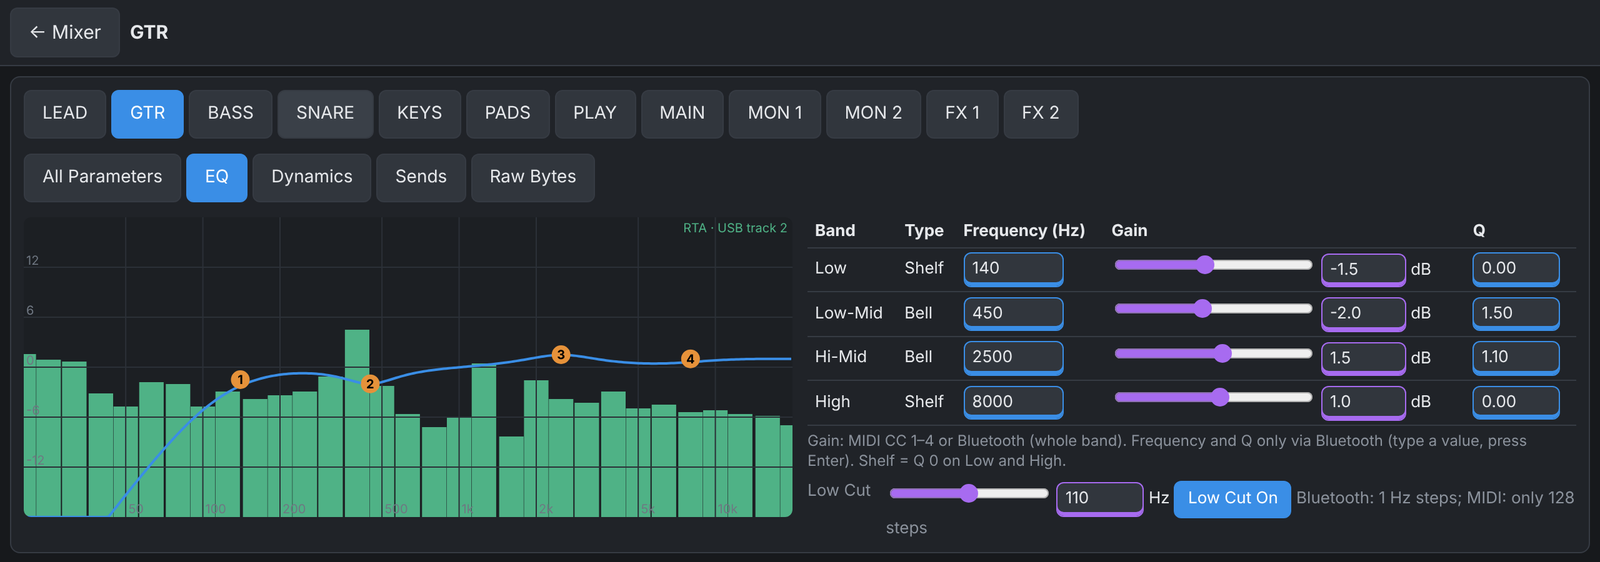 ← Mixer GTR
LEAD GTR BASS SNARE KEYS PADS PLAY MAIN MON 1 MON 2 FX 1 FX 2
All Parameters EQ Dynamics Sends Raw Bytes
RTA · USB track 2
12
6
0
-6
-12
50 100 200 500 1k 2k 5k 10k
1 2 3 4
Band Type Frequency (Hz) Gain Q
Low Shelf 140 -1.5 dB 0.00
Low-Mid Bell 450 -2.0 dB 1.50
Hi-Mid Bell 2500 1.5 dB 1.10
High Shelf 8000 1.0 dB 0.00
Gain: MIDI CC 1–4 or Bluetooth (whole band). Frequency and Q only via Bluetooth (type a value, press
Enter). Shelf = Q 0 on Low and High.
Low Cut 110 Hz Low Cut On Bluetooth: 1 Hz steps; MIDI: only 128
steps